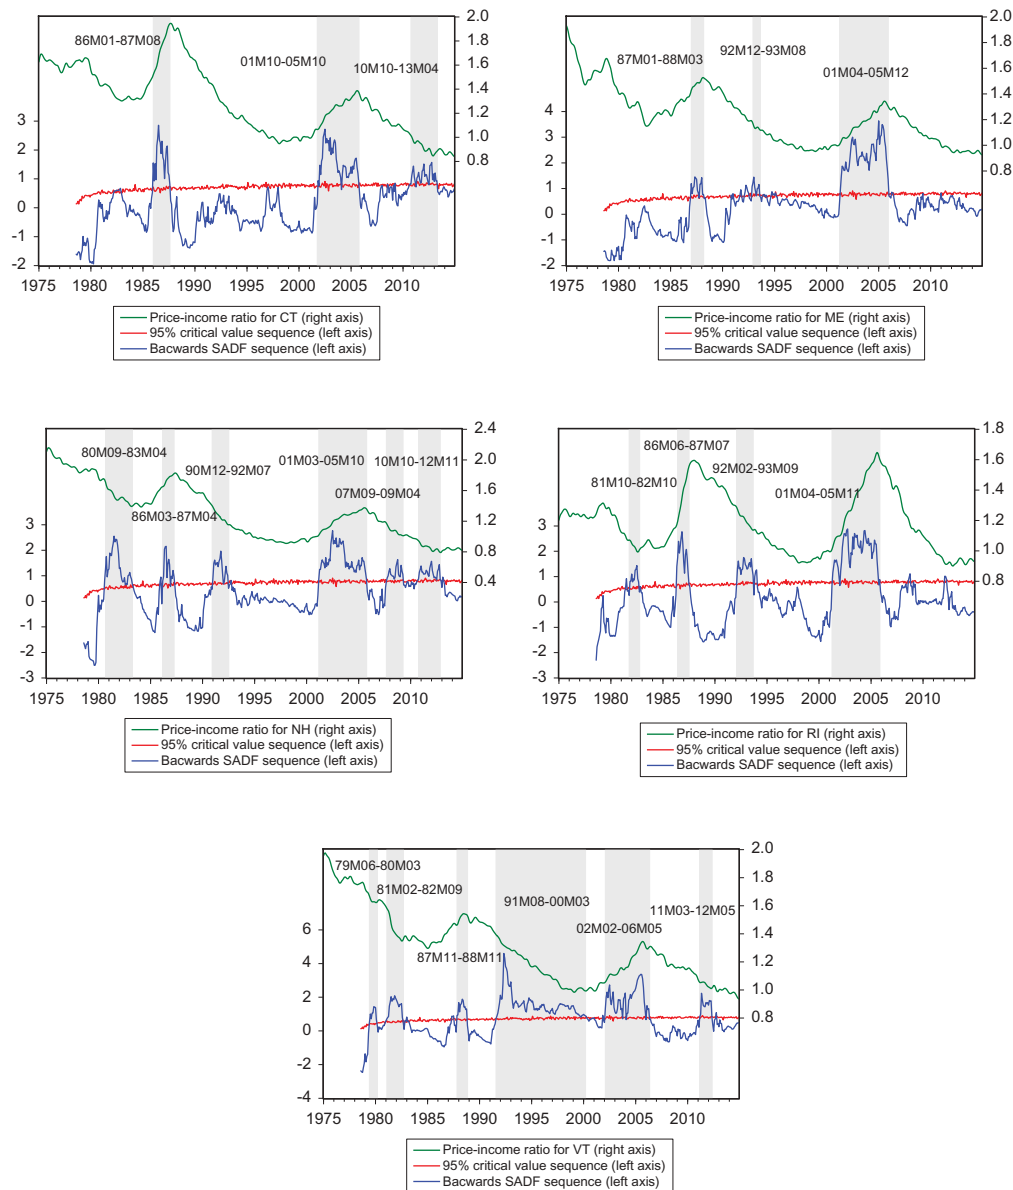 2.0
1.8
1.6
1.4
1.2
1.0
0.8
3
2
1
0
-1
-2
86M01-87M08
01M10-05M10
10M10-13M04
1975 1980 1985 1990 1995 2000 2005 2010
Price-income ratio for CT (right axis)
95% critical value sequence (left axis)
Bacwards SADF sequence (left axis)
2.0
1.8
1.6
1.4
1.2
1.0
0.8
4
3
2
1
0
-1
-2
87M01-88M03
92M12-93M08
01M04-05M12
1975 1980 1985 1990 1995 2000 2005 2010
Price-income ratio for ME (right axis)
95% critical value sequence (left axis)
Bacwards SADF sequence (left axis)
2.4
2.0
1.6
1.2
0.8
0.4
3
2
1
0
-1
-2
-3
80M09-83M04
86M03-87M04
90M12-92M07
01M03-05M10
07M09-09M04
10M10-12M11
1975 1980 1985 1990 1995 2000 2005 2010
Price-income ratio for NH (right axis)
95% critical value sequence (left axis)
Bacwards SADF sequence (left axis)
1.8
1.6
1.4
1.2
1.0
0.8
3
2
1
0
-1
-2
-3
81M10-82M10
86M06-87M07
92M02-93M09
01M04-05M11
1975 1980 1985 1990 1995 2000 2005 2010
Price-income ratio for RI (right axis)
95% critical value sequence (left axis)
Bacwards SADF sequence (left axis)
2.0
1.8
1.6
1.4
1.2
1.0
0.8
6
4
2
0
-2
-4
79M06-80M03
81M02-82M09
87M11-88M11
91M08-00M03
02M02-06M05
11M03-12M05
1975 1980 1985 1990 1995 2000 2005 2010
Price-income ratio for VT (right axis)
95% critical value sequence (left axis)
Bacwards SADF sequence (left axis)